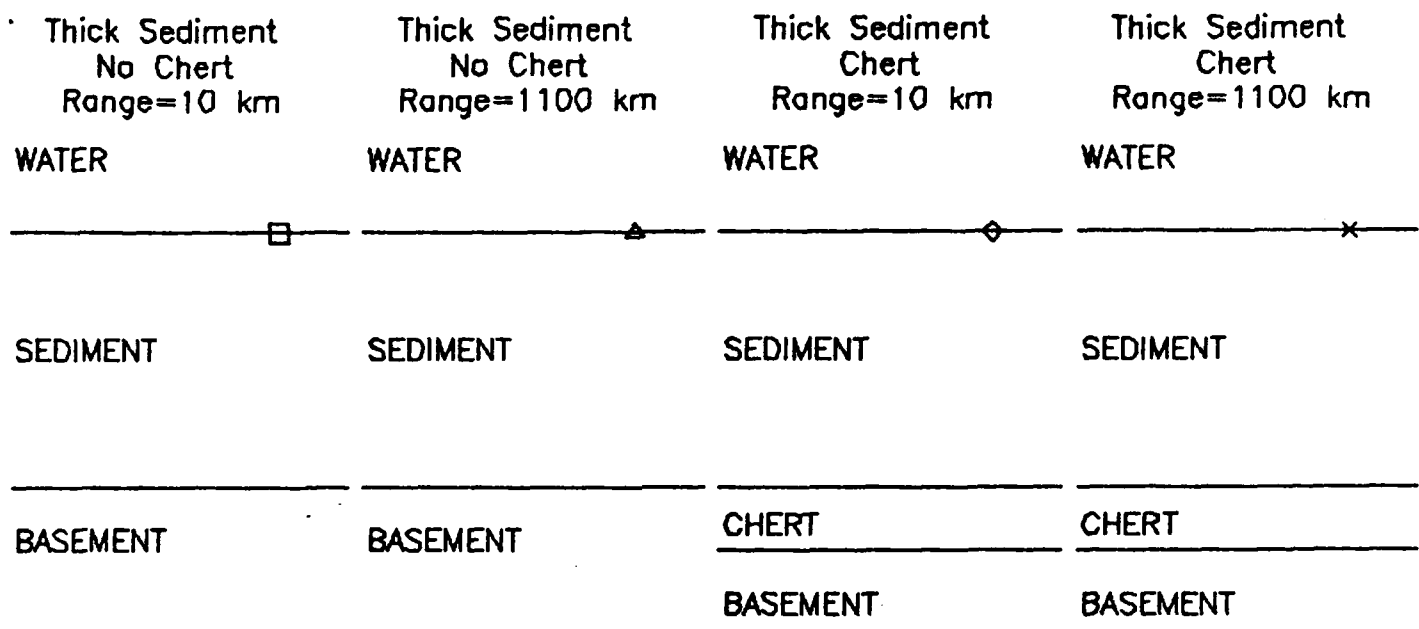 Thick Sediment
No Chert
Range=10 km
WATER
SEDIMENT
BASEMENT
Thick Sediment
No Chert
Range=1100 km
WATER
SEDIMENT
BASEMENT
Thick Sediment
Chert
Range=10 km
WATER
SEDIMENT
CHERT
BASEMENT
Thick Sediment
Chert
Range=1100 km
WATER
SEDIMENT
CHERT
BASEMENT